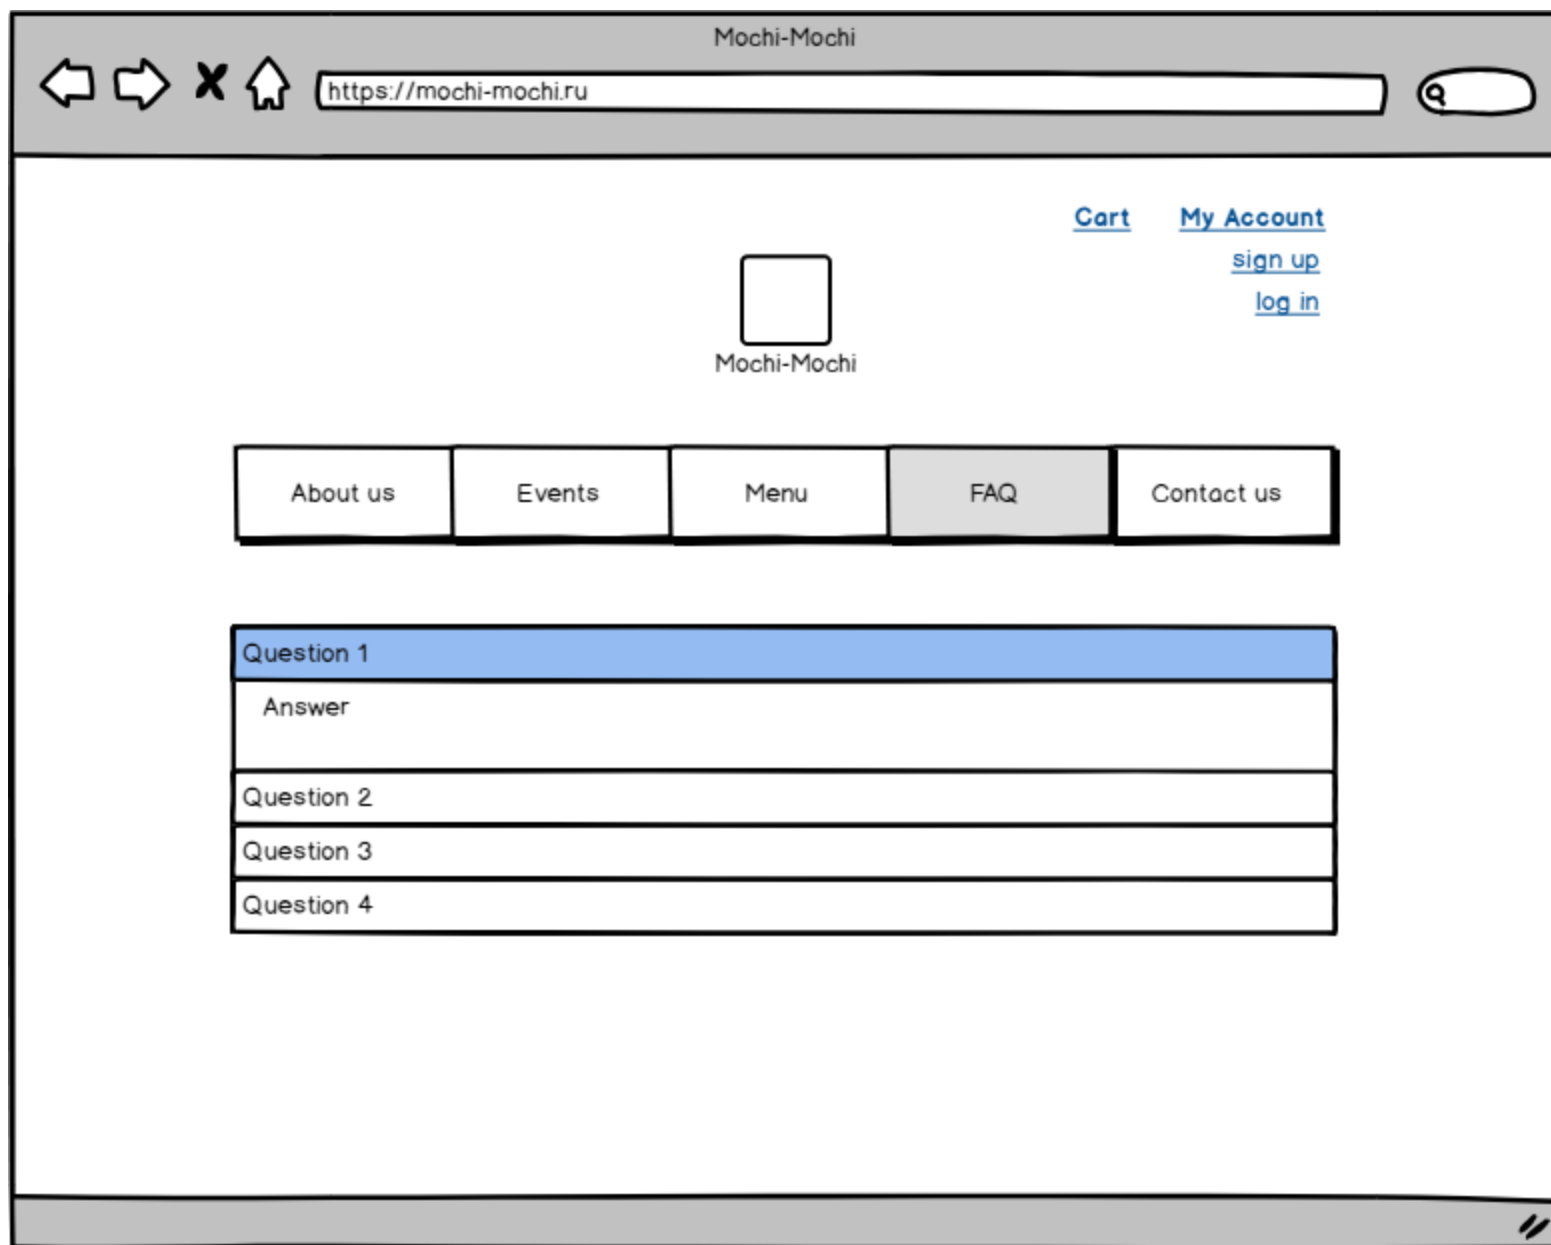 Mochi-Mochi
https://mochi-mochi.ru
Cart My Account
sign up
log in
Mochi-Mochi
About us Events Menu FAQ Contact us
Question 1
Answer
Question 2
Question 3
Question 4